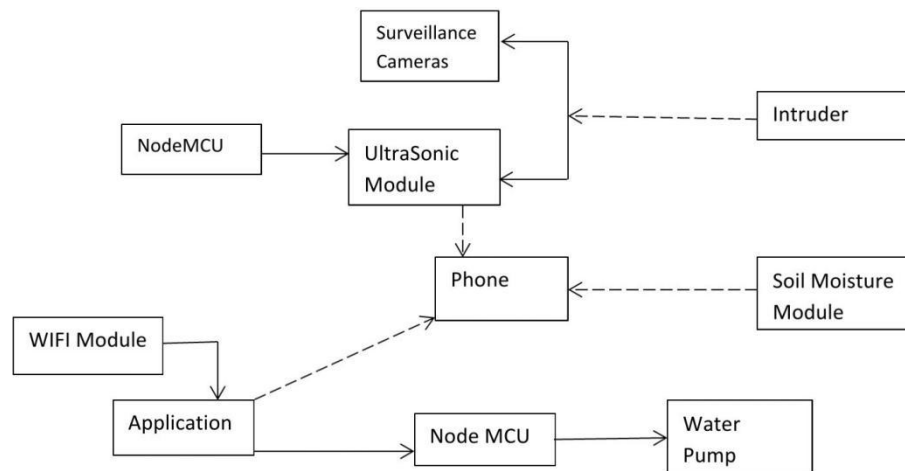 Surveillance
Cameras
Intruder
NodeMCU
UltraSonic
Module
Phone
Soil Moisture
Module
WIFI Module
Application
Node MCU
Water
Pump